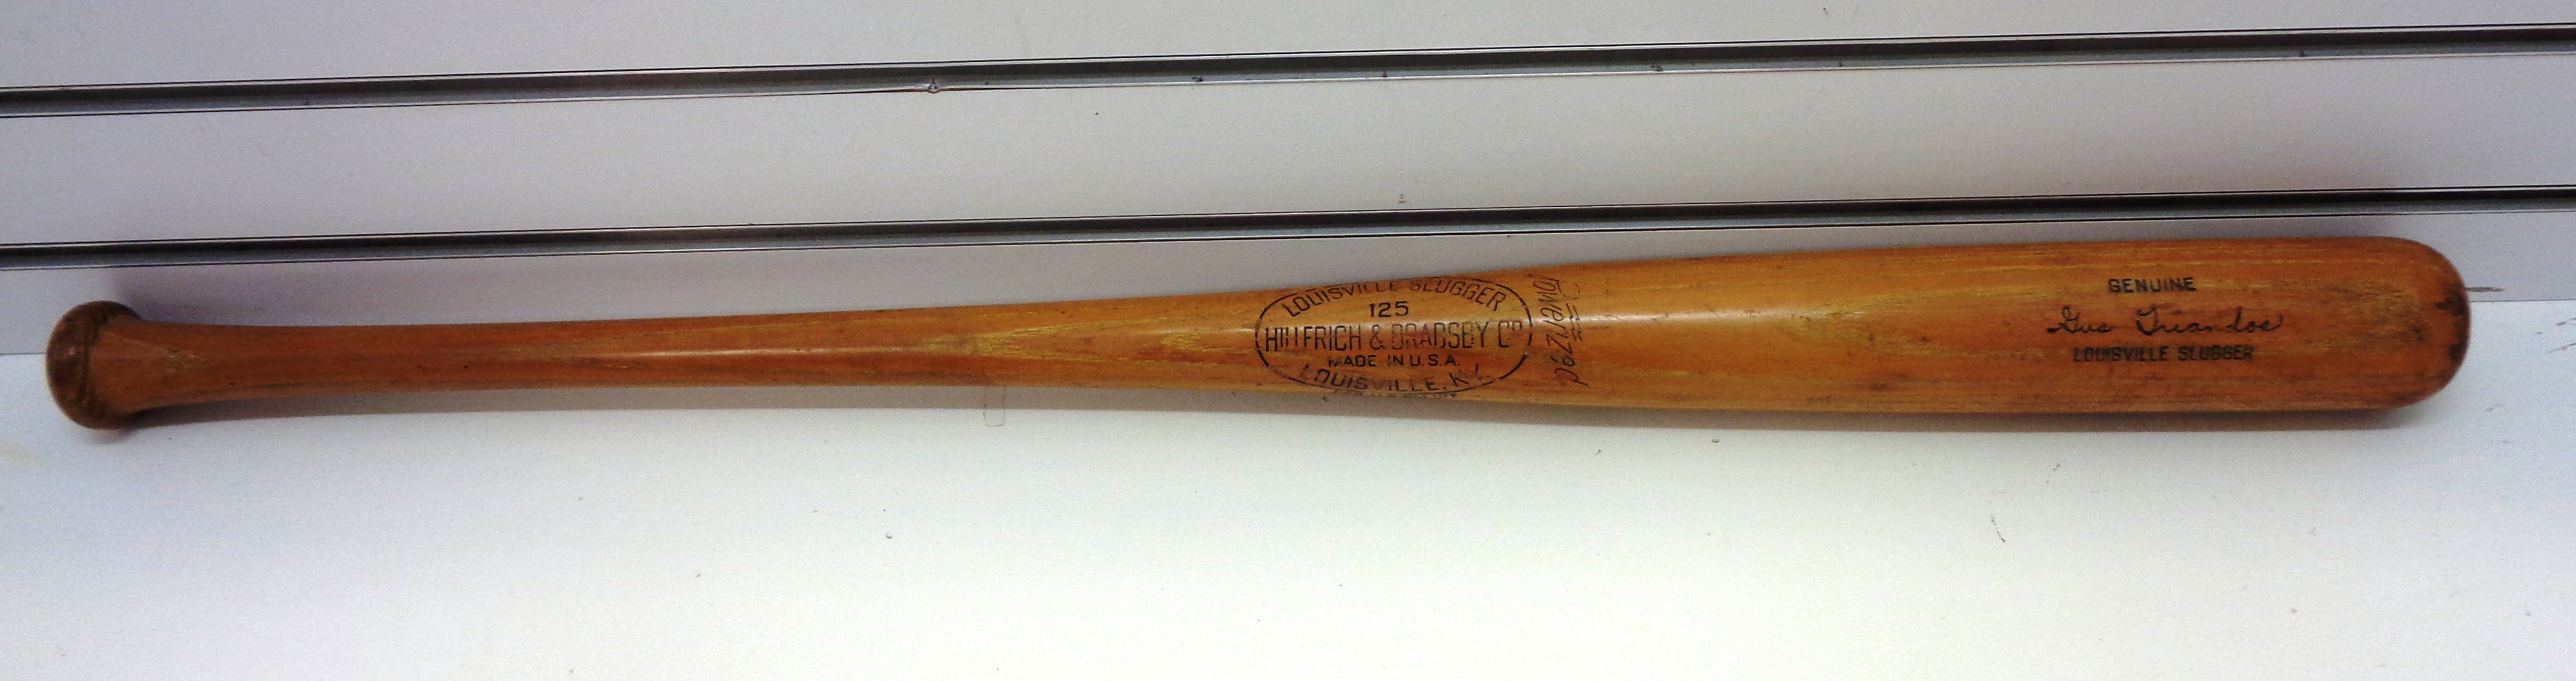 LOUISVILLE SLUGGER
125
HILLERICH & BRADSBY CO
MADE IN U.S.A.
LOUISVILLE, KY.
POWERIZED
GENUINE
Gus Triandos
LOUISVILLE SLUGGER